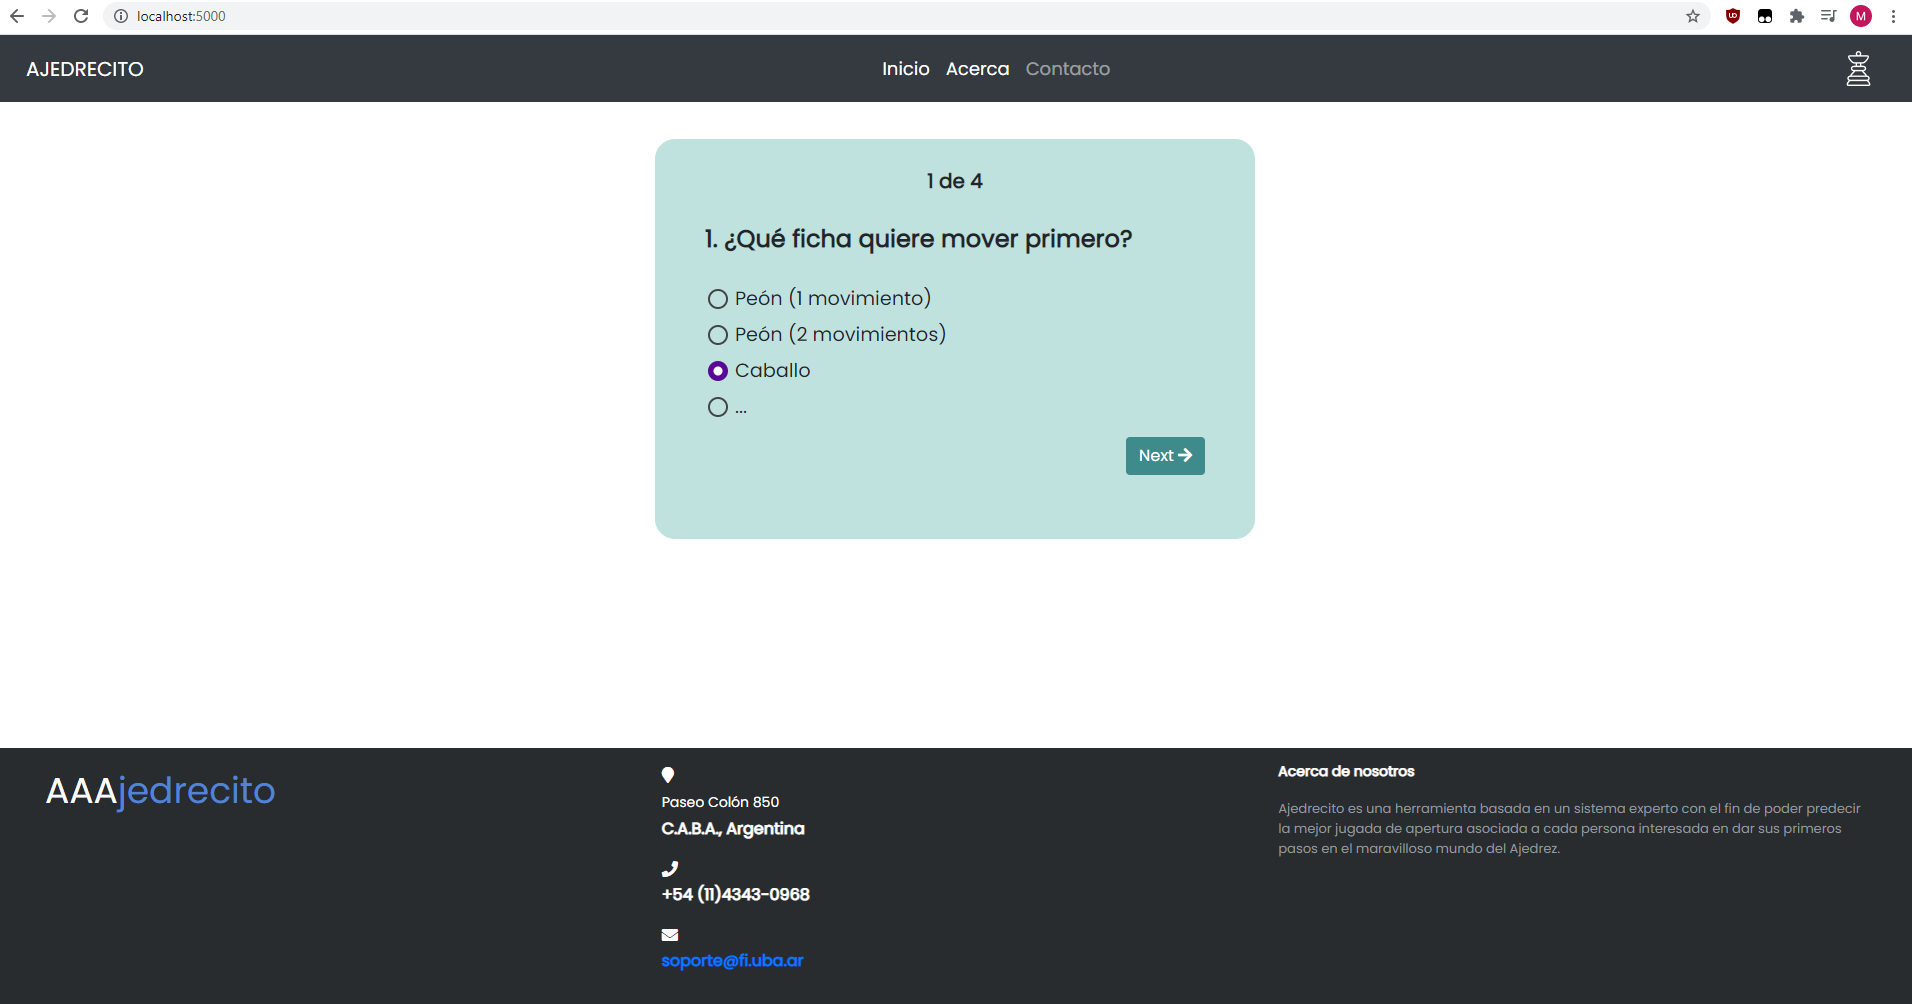 localhost:5000
M
AJEDRECITO
Inicio Acerca Contacto
1 de 4
1. ¿Qué ficha quiere mover primero?
Peón (1 movimiento)
Peón (2 movimientos)
Caballo
...
Next
AAAjedrecito
Paseo Colón 850
C.A.B.A., Argentina
+54 (11)4343-0968
soporte@fi.uba.ar
Acerca de nosotros
Ajedrecito es una herramienta basada en un sistema experto con el fin de poder predecir
la mejor jugada de apertura asociada a cada persona interesada en dar sus primeros
pasos en el maravilloso mundo del Ajedrez.